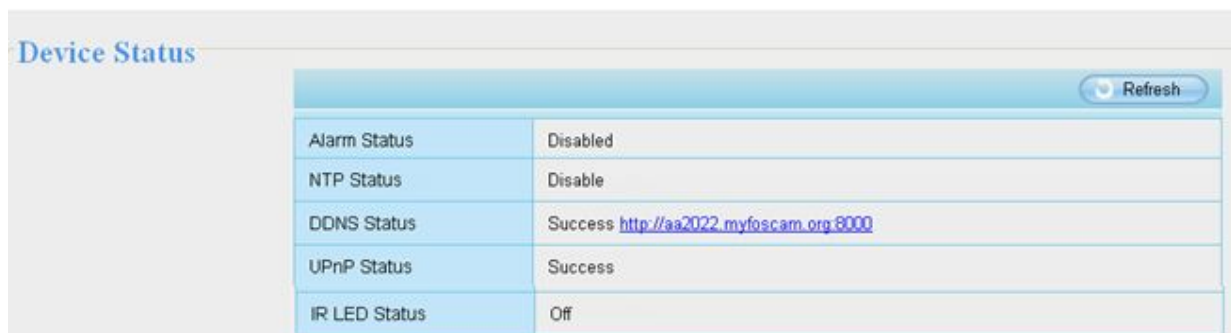 Device Status
Refresh
Alarm Status Disabled
NTP Status Disable
DDNS Status Success http://aa2022.myfoscam.org:8000
UPnP Status Success
IR LED Status Off